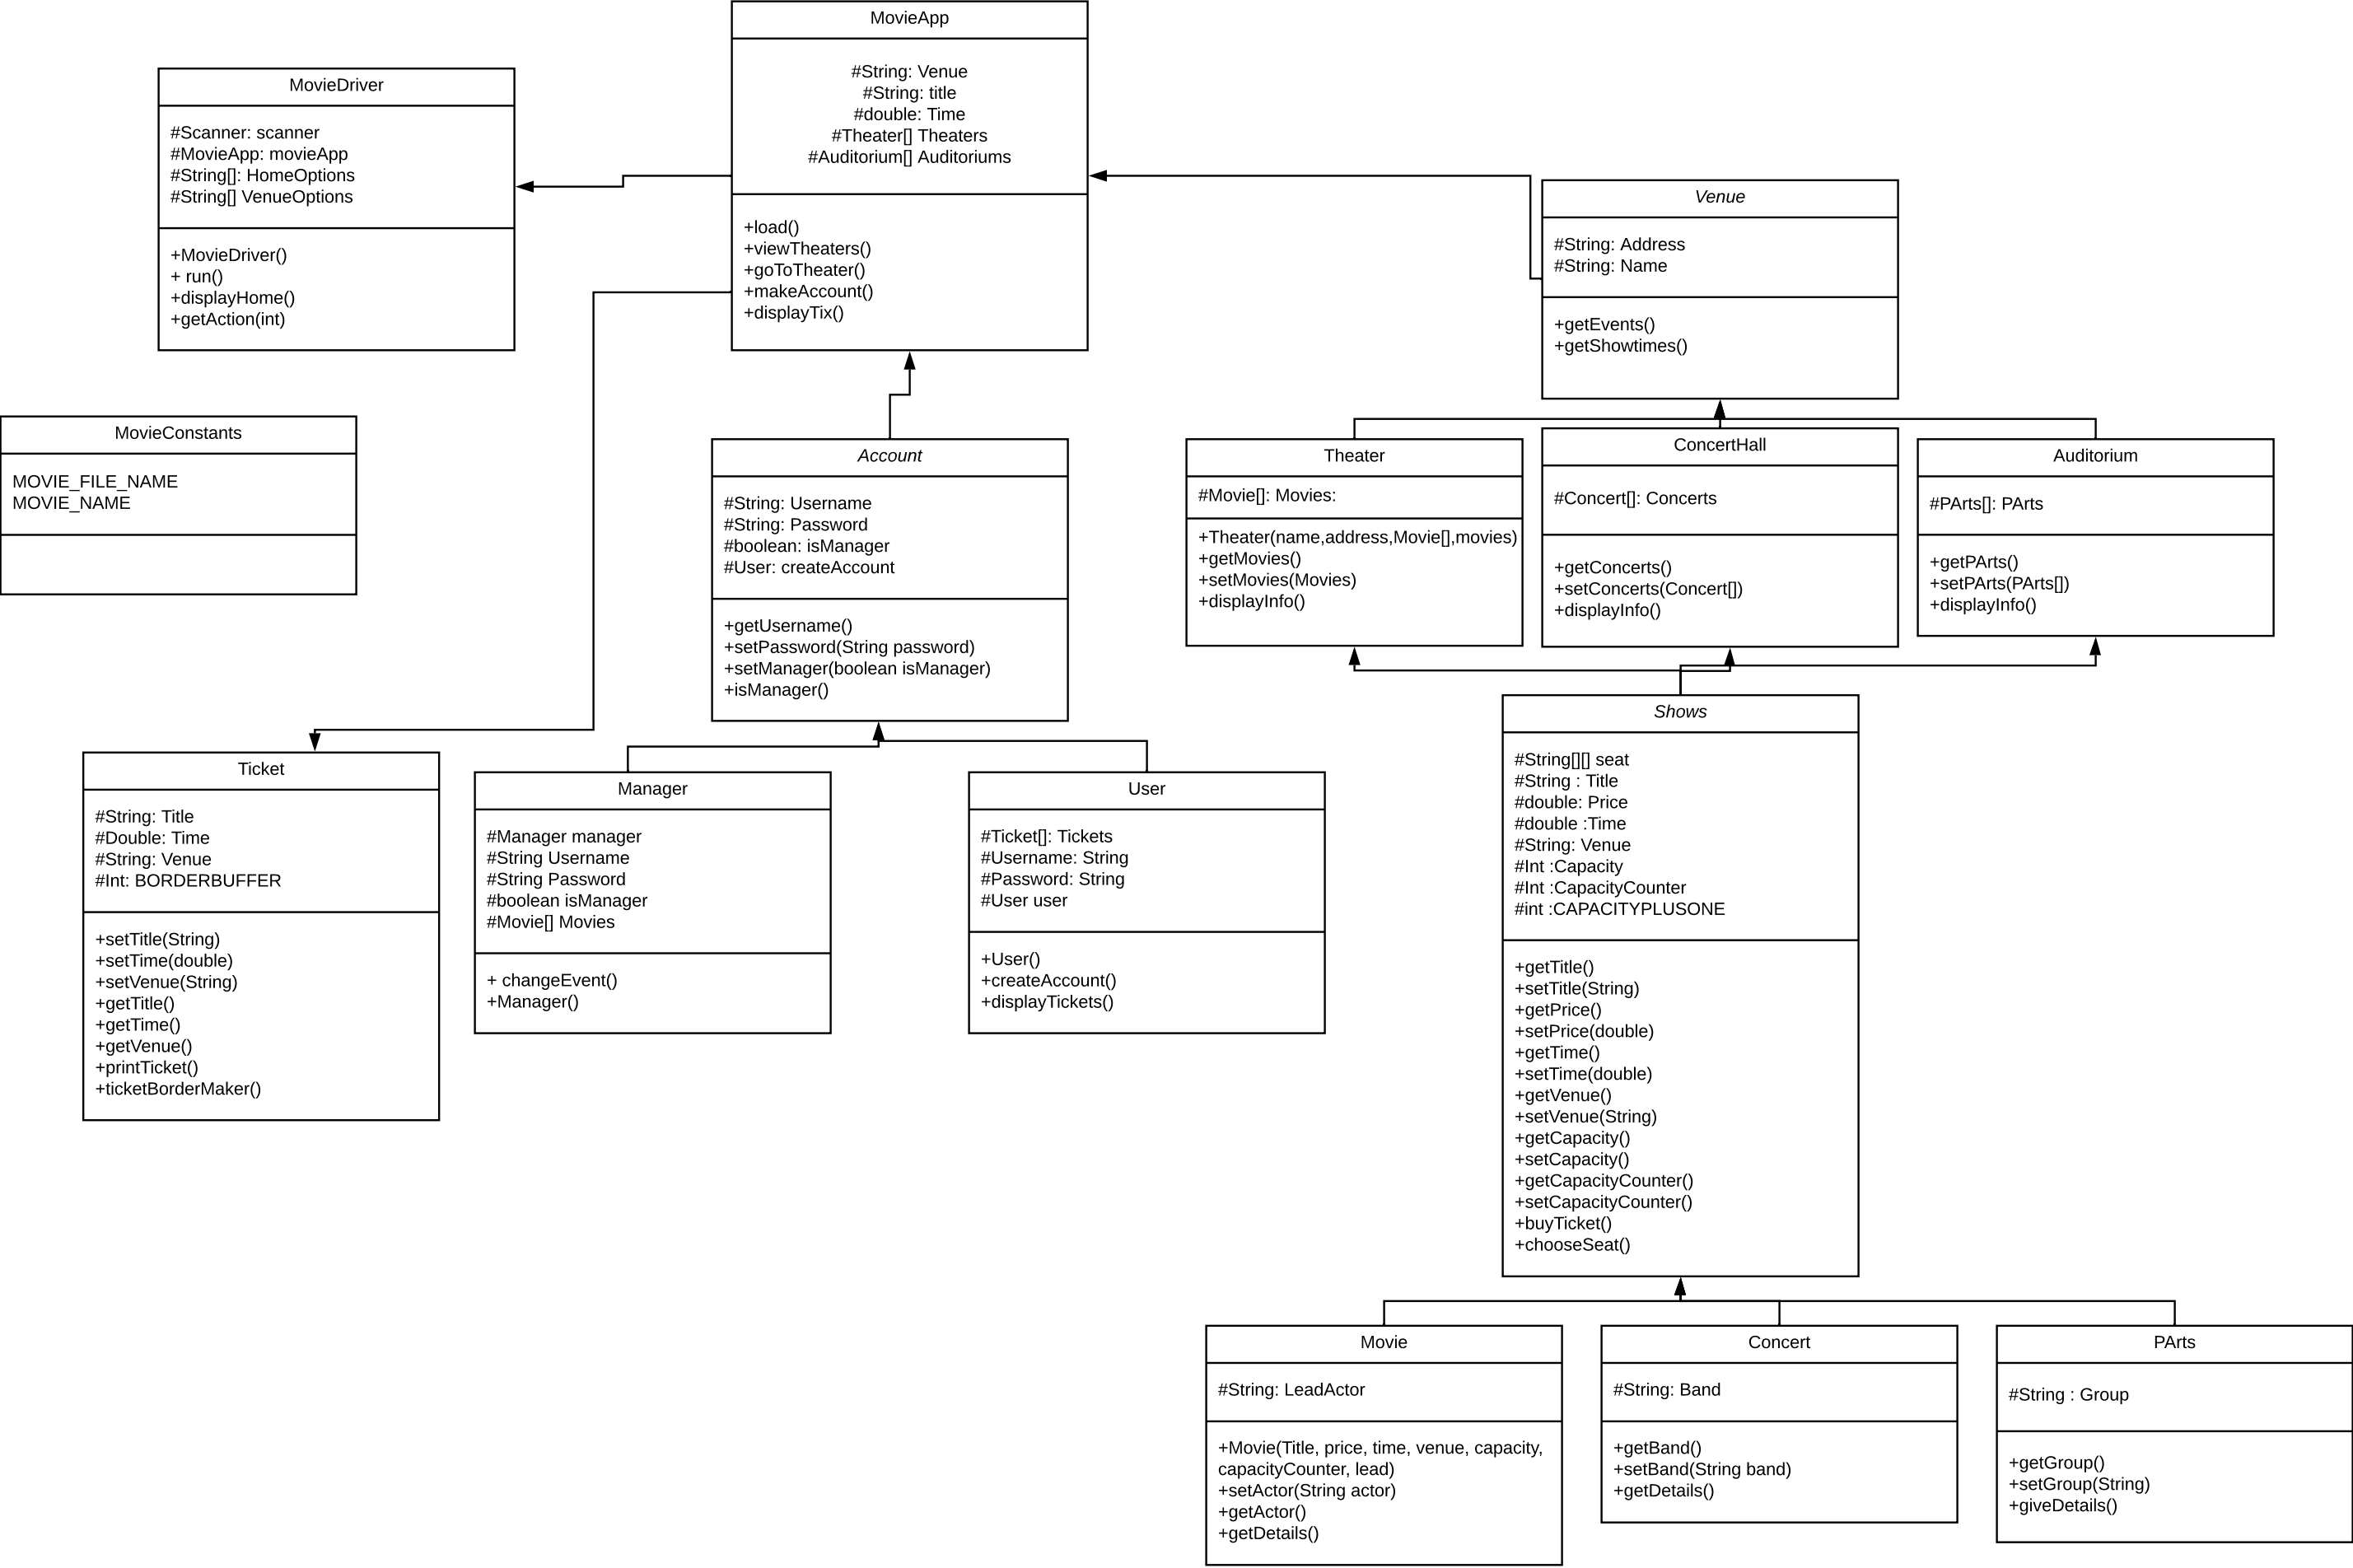 MovieApp
#String: Venue
#String: title
#double: Time
#Theater[] Theaters
#Auditorium[] Auditoriums
+load()
+viewTheaters()
+goToTheater()
+makeAccount()
+displayTix()
MovieDriver
#Scanner: scanner
#MovieApp: movieApp
#String[]: HomeOptions
#String[] VenueOptions
+MovieDriver()
+ run()
+displayHome()
+getAction(int)
Venue
#String: Address
#String: Name
+getEvents()
+getShowtimes()
MovieConstants
MOVIE_FILE_NAME
MOVIE_NAME
Account
#String: Username
#String: Password
#boolean: isManager
#User: createAccount
+getUsername()
+setPassword(String password)
+setManager(boolean isManager)
+isManager()
Theater
#Movie[]: Movies:
+Theater(name,address,Movie[],movies)
+getMovies()
+setMovies(Movies)
+displayInfo()
ConcertHall
#Concert[]: Concerts
+getConcerts()
+setConcerts(Concert[])
+displayInfo()
Auditorium
#PArts[]: PArts
+getPArts()
+setPArts(PArts[])
+displayInfo()
Ticket
#String: Title
#Double: Time
#String: Venue
#Int: BORDERBUFFER
+setTitle(String)
+setTime(double)
+setVenue(String)
+getTitle()
+getTime()
+getVenue()
+printTicket()
+ticketBorderMaker()
Manager
#Manager manager
#String Username
#String Password
#boolean isManager
#Movie[] Movies
+ changeEvent()
+Manager()
User
#Ticket[]: Tickets
#Username: String
#Password: String
#User user
+User()
+createAccount()
+displayTickets()
Shows
#String[][] seat
#String : Title
#double: Price
#double :Time
#String: Venue
#Int :Capacity
#Int :CapacityCounter
#int :CAPACITYPLUSONE
+getTitle()
+setTitle(String)
+getPrice()
+setPrice(double)
+getTime()
+setTime(double)
+getVenue()
+setVenue(String)
+getCapacity()
+setCapacity()
+getCapacityCounter()
+setCapacityCounter()
+buyTicket()
+chooseSeat()
Movie
#String: LeadActor
+Movie(Title, price, time, venue, capacity,
capacityCounter, lead)
+setActor(String actor)
+getActor()
+getDetails()
Concert
#String: Band
+getBand()
+setBand(String band)
+getDetails()
PArts
#String : Group
+getGroup()
+setGroup(String)
+giveDetails()